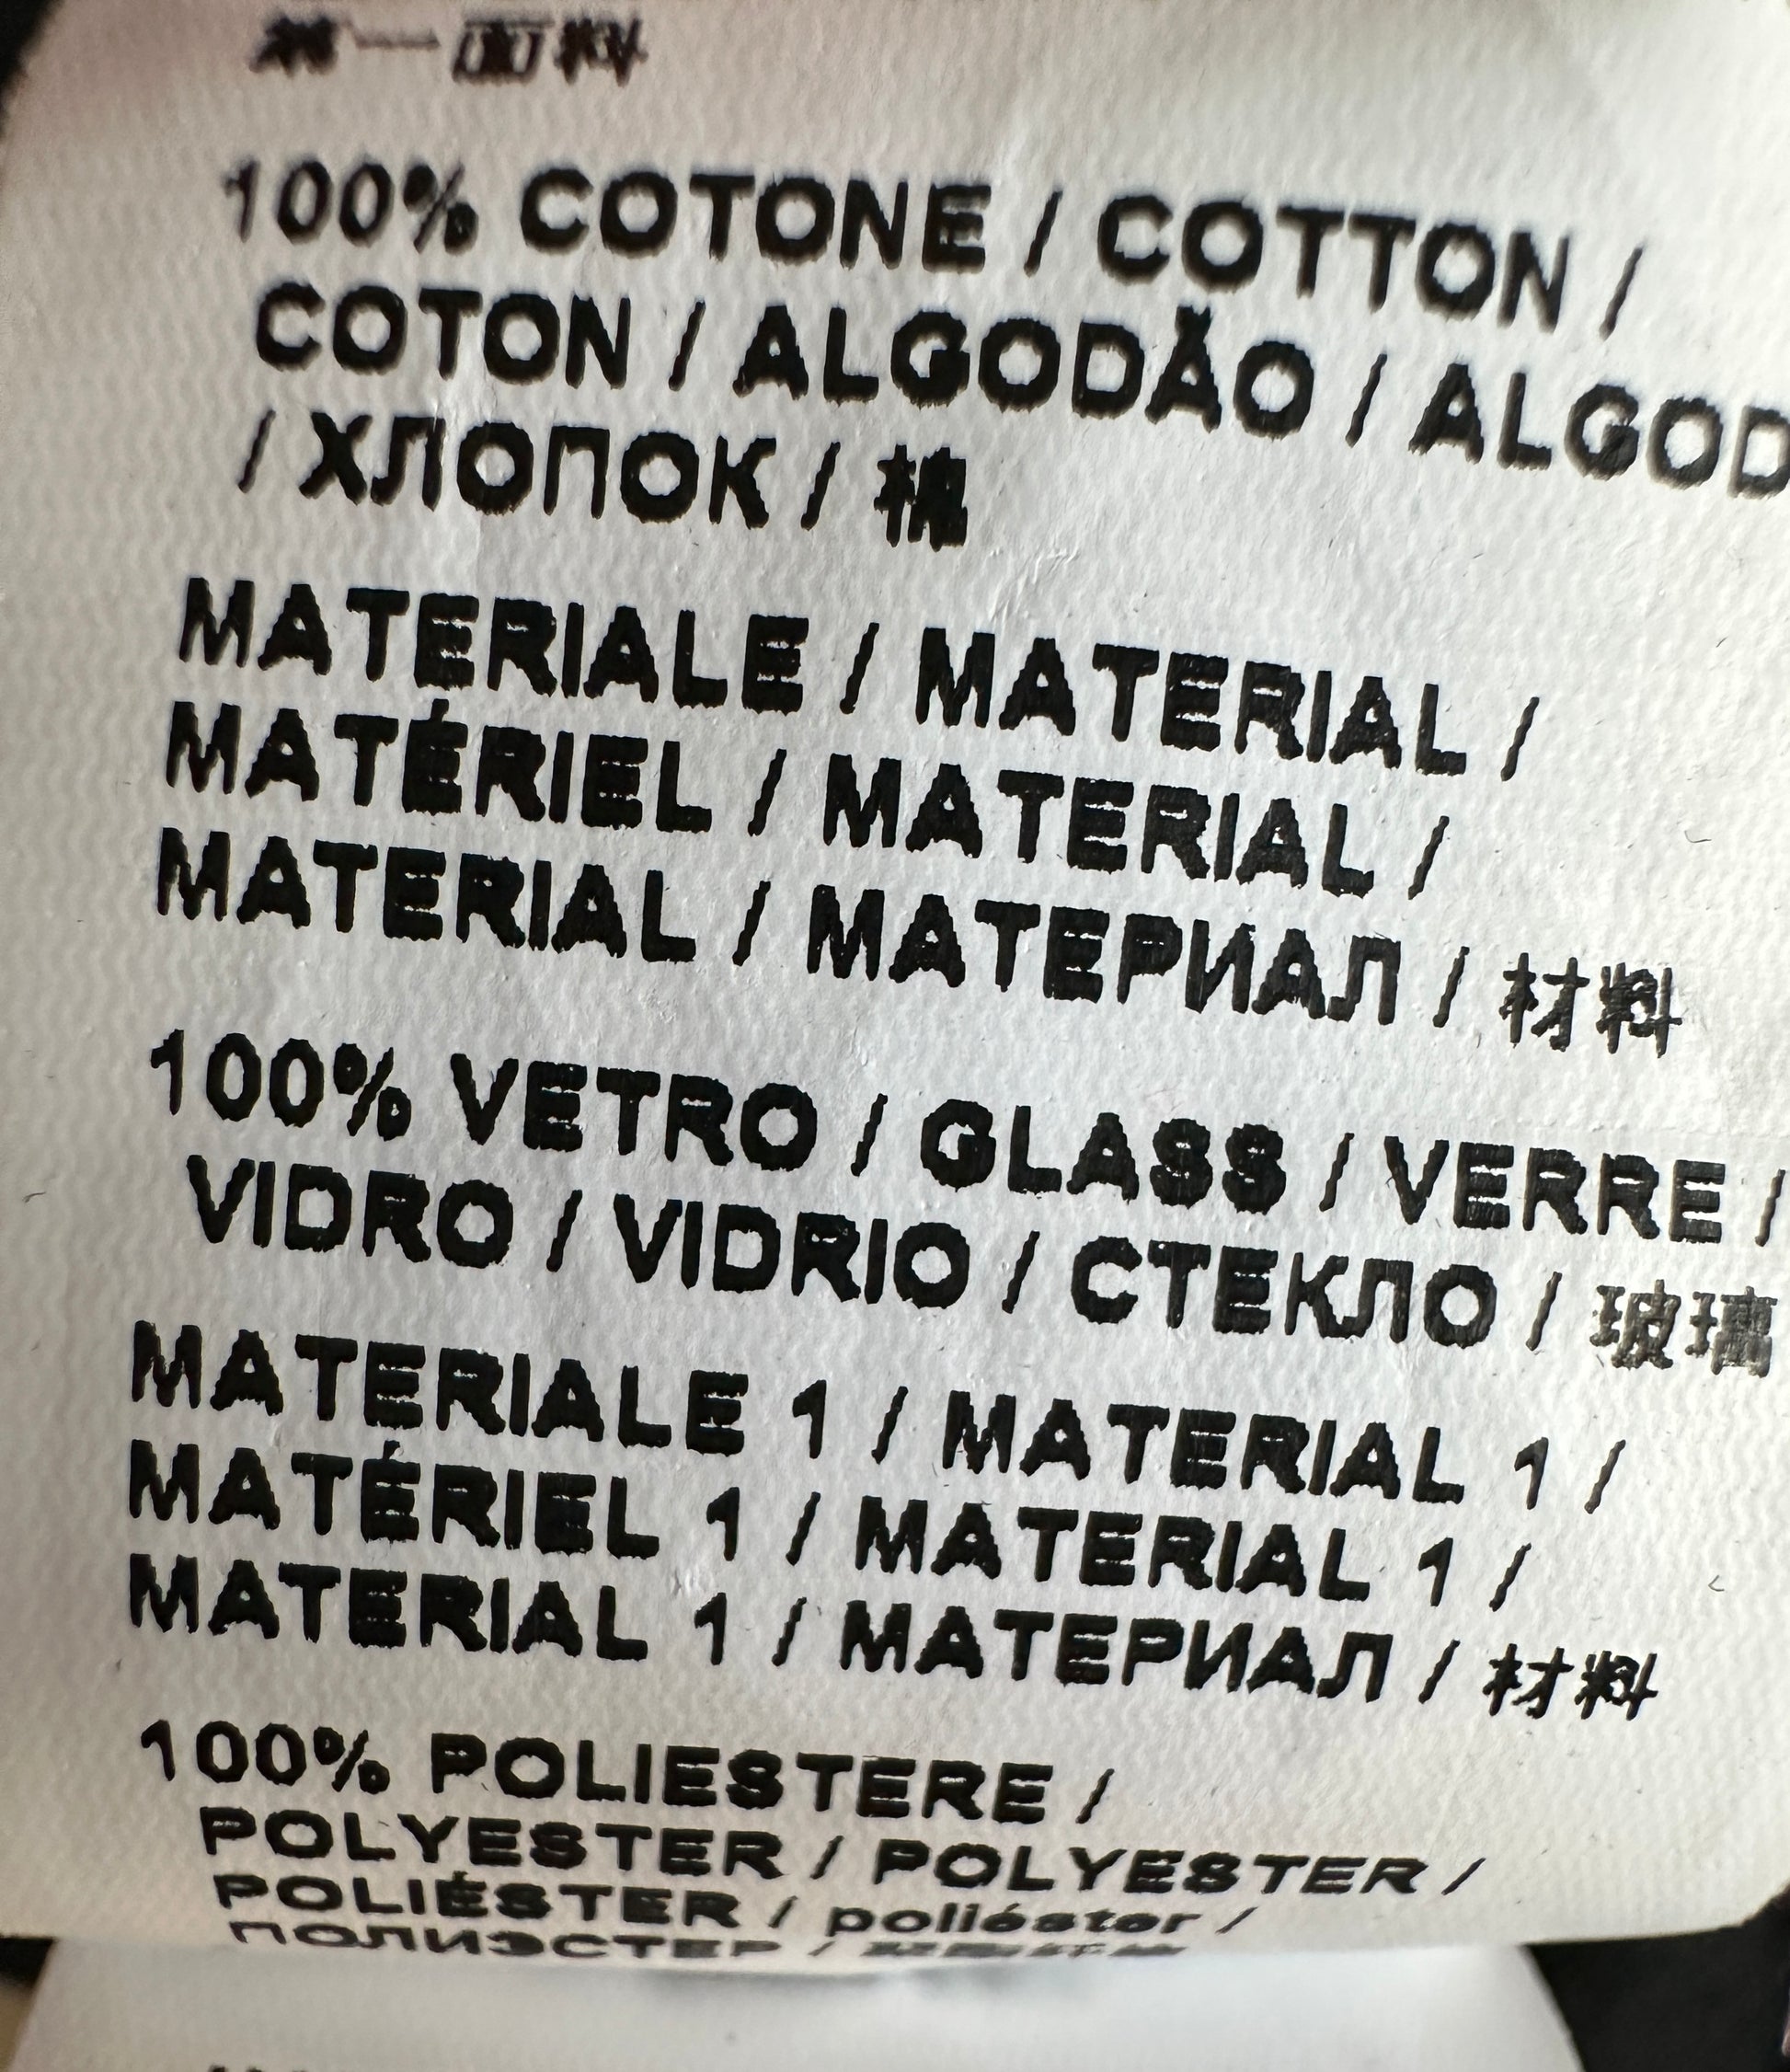 一面料
100% COTONE / COTTON /
COTON / ALGODÃO / ALGOD
/ ХЛОПОК / 棉
MATERIALE / MATERIAL /
MATÉRIEL / MATERIAL /
MATERIAL / МАТЕРИАЛ / 材料
100% VETRO / GLASS / VERRE /
VIDRO / VIDRIO / СТЕКЛО / 玻璃
MATERIALE 1 / MATERIAL 1 /
MATÉRIEL 1 / MATERIAL 1 /
MATERIAL 1 / МАТЕРИАЛ / 材料
100% POLIESTERE /
POLYESTER / POLYESTER /
POLIÉSTER / poliéster /
ПОЛИЭСТЕР /